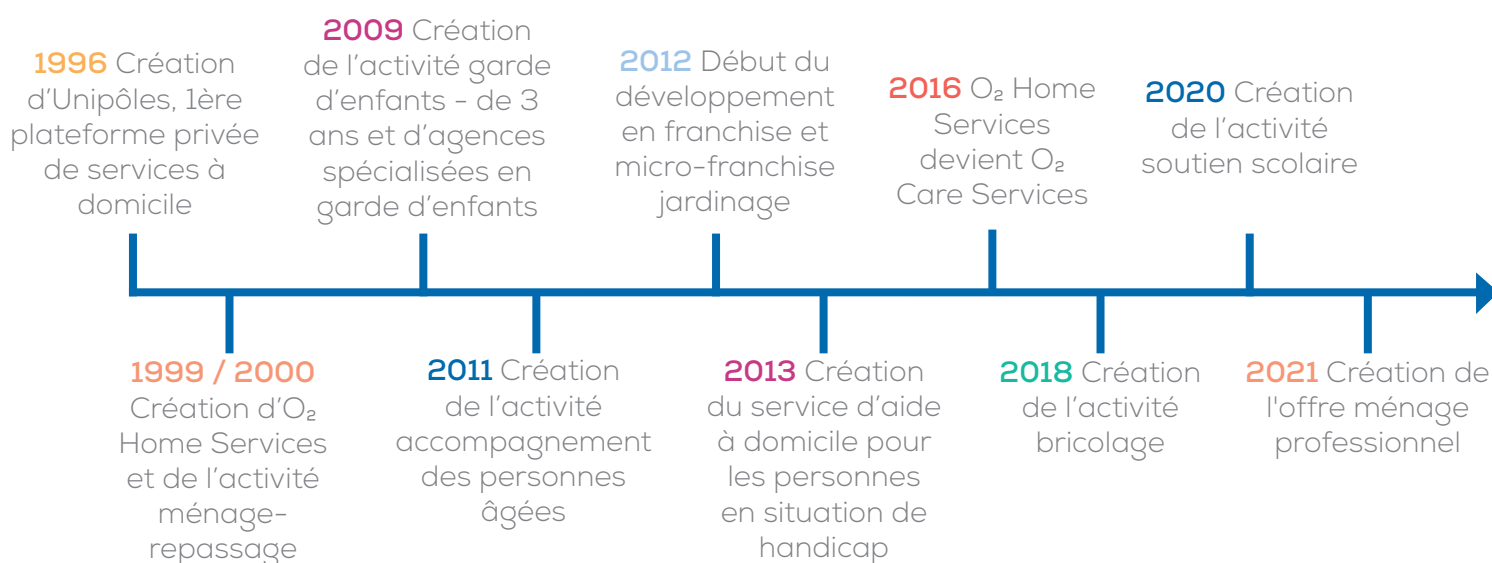 1996 Création
d'Unipôles, 1ère
plateforme privée
de services à
domicile
2009 Création
de l'activité garde
d'enfants - de 3
ans et d'agences
spécialisées en
garde d'enfants
2012 Début du
développement
en franchise et
micro-franchise
jardinage
2016 O₂ Home
Services
devient O₂
Care Services
2020 Création
de l'activité
soutien scolaire
1999 / 2000
Création d'O₂
Home Services
et de l'activité
ménage-
repassage
2011 Création
de l'activité
accompagnement
des personnes
âgées
2013 Création
du service d'aide
à domicile pour
les personnes
en situation de
handicap
2018 Création
de l'activité
bricolage
2021 Création de
l'offre ménage
professionnel